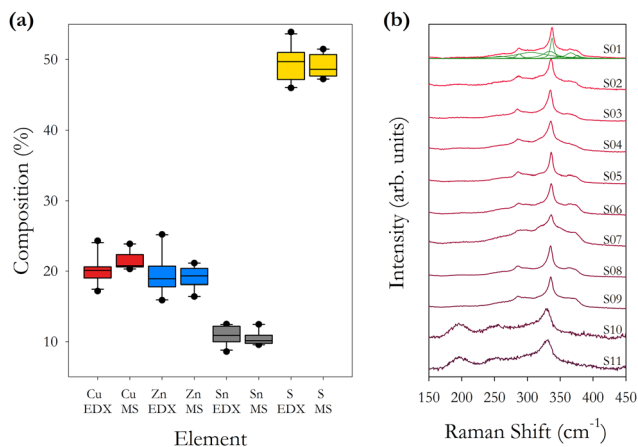 (a)
Composition (%)
50
40
30
20
10
Cu EDX
Cu MS
Zn EDX
Zn MS
Sn EDX
Sn MS
S EDX
S MS
Element
(b)
Intensity (arb. units)
S01
S02
S03
S04
S05
S06
S07
S08
S09
S10
S11
150 200 250 300 350 400 450
Raman Shift (cm⁻¹)